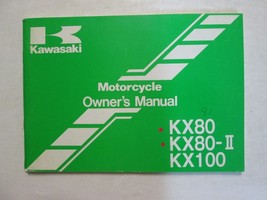 Kawasaki
Motorcycle
Owner's Manual
• KX80
• KX80-II
KX100